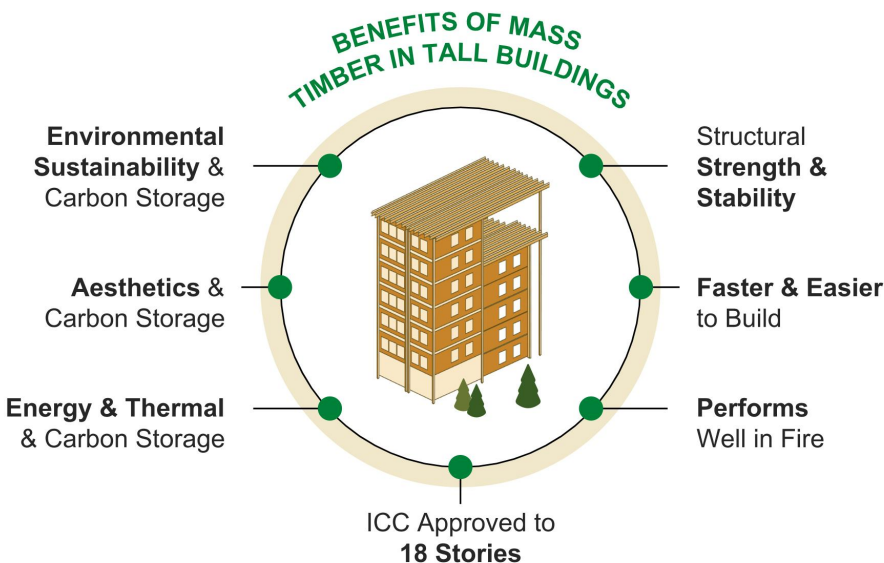 BENEFITS OF MASS
TIMBER IN TALL BUILDINGS
Environmental
Sustainability &
Carbon Storage
Aesthetics &
Carbon Storage
Energy & Thermal
& Carbon Storage
Structural
Strength &
Stability
Faster & Easier
to Build
Performs
Well in Fire
ICC Approved to
18 Stories